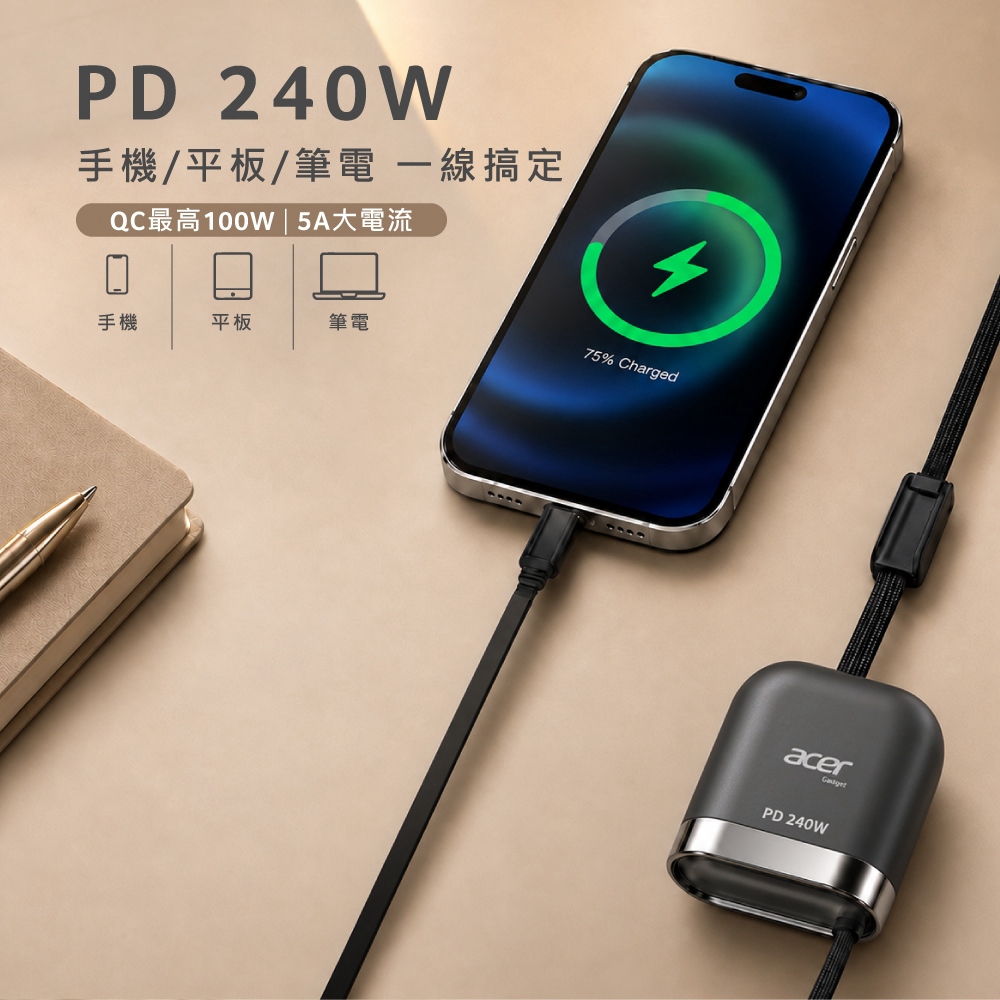 PD 240W
手機/平板/筆電 一線搞定
QC最高100W | 5A大電流
手機
平板
筆電
75% Charged
acer
Gadget
PD 240W